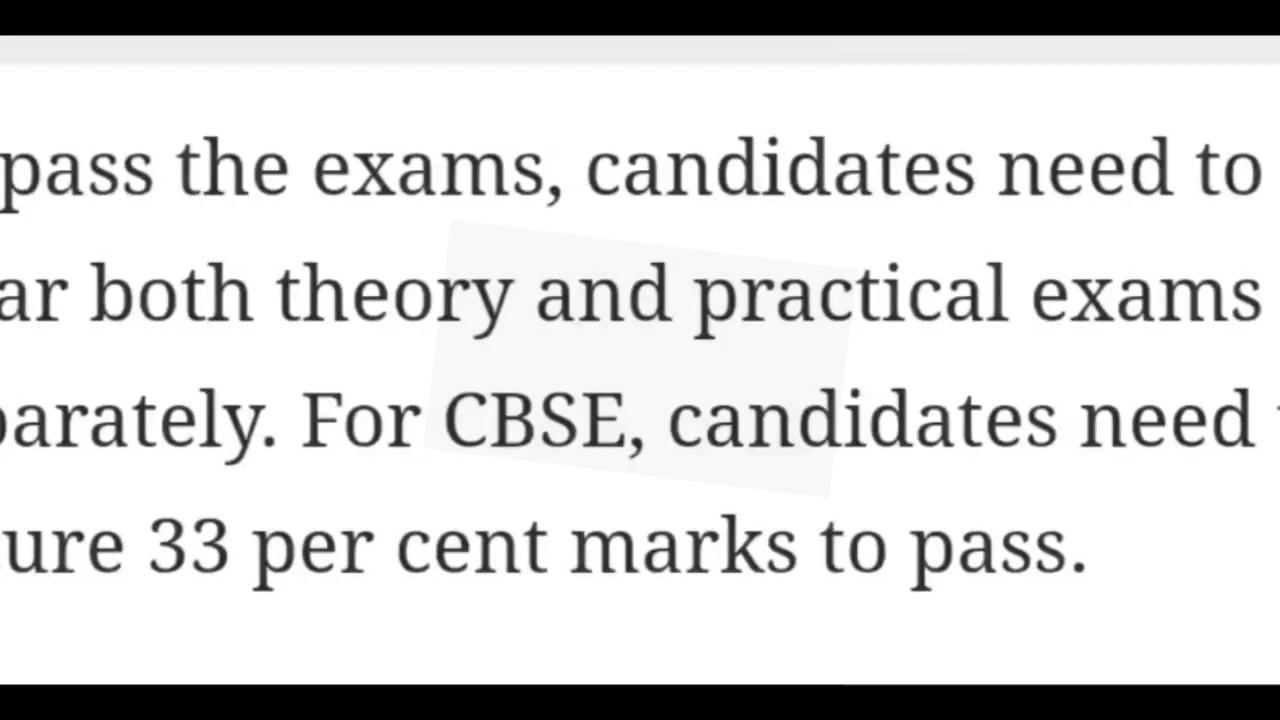 pass the exams, candidates need to
ar both theory and practical exams
parately. For CBSE, candidates need
ure 33 per cent marks to pass.